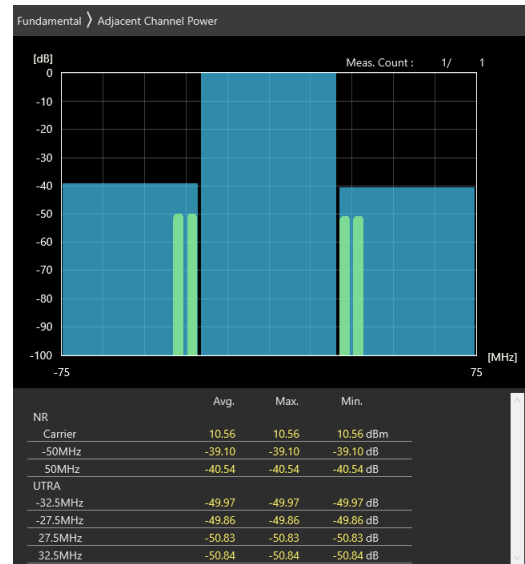 Fundamental 〉 Adjacent Channel Power
[dB]
Meas. Count : 1/ 1
0
-10
-20
-30
-40
-50
-60
-70
-80
-90
-100
[MHz]
-75 75
Avg. Max. Min.
NR
Carrier 10.56 10.56 10.56 dBm
-50MHz -39.10 -39.10 -39.10 dB
50MHz -40.54 -40.54 -40.54 dB
UTRA
-32.5MHz -49.97 -49.97 -49.97 dB
-27.5MHz -49.86 -49.86 -49.86 dB
27.5MHz -50.83 -50.83 -50.83 dB
32.5MHz -50.84 -50.84 -50.84 dB